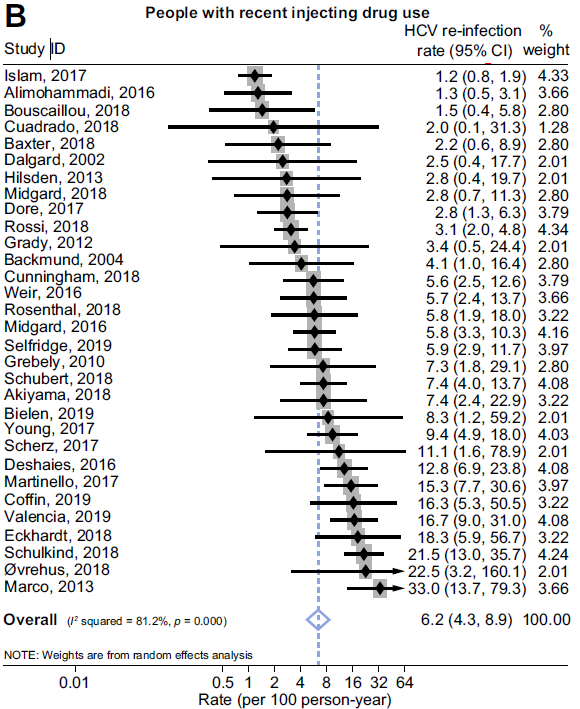 B
People with recent injecting drug use
Study ID HCV re-infection rate (95% CI) % weight
Islam, 2017 1.2 (0.8, 1.9) 4.33
Alimohammadi, 2016 1.3 (0.5, 3.1) 3.66
Bouscaillou, 2018 1.5 (0.4, 5.8) 2.80
Cuadrado, 2018 2.0 (0.1, 31.3) 1.28
Baxter, 2018 2.2 (0.6, 8.9) 2.80
Dalgard, 2002 2.5 (0.4, 17.7) 2.01
Hilsden, 2013 2.8 (0.4, 19.7) 2.01
Midgard, 2018 2.8 (0.7, 11.3) 2.80
Dore, 2017 2.8 (1.3, 6.3) 3.79
Rossi, 2018 3.1 (2.0, 4.8) 4.34
Grady, 2012 3.4 (0.5, 24.4) 2.01
Backmund, 2004 4.1 (1.0, 16.4) 2.80
Cunningham, 2018 5.6 (2.5, 12.6) 3.79
Weir, 2016 5.7 (2.4, 13.7) 3.66
Rosenthal, 2018 5.8 (1.9, 18.0) 3.22
Midgard, 2016 5.8 (3.3, 10.3) 4.16
Selfridge, 2019 5.9 (2.9, 11.7) 3.97
Grebely, 2010 7.3 (1.8, 29.1) 2.80
Schubert, 2018 7.4 (4.0, 13.7) 4.08
Akiyama, 2018 7.4 (2.4, 22.9) 3.22
Bielen, 2019 8.3 (1.2, 59.2) 2.01
Young, 2017 9.4 (4.9, 18.0) 4.03
Scherz, 2017 11.1 (1.6, 78.9) 2.01
Deshaies, 2016 12.8 (6.9, 23.8) 4.08
Martinello, 2017 15.3 (7.7, 30.6) 3.97
Coffin, 2019 16.3 (5.3, 50.5) 3.22
Valencia, 2019 16.7 (9.0, 31.0) 4.08
Eckhardt, 2018 18.3 (5.9, 56.7) 3.22
Schulkind, 2018 21.5 (13.0, 35.7) 4.24
Øvrehus, 2018 22.5 (3.2, 160.1) 2.01
Marco, 2013 33.0 (13.7, 79.3) 3.66
Overall (I² squared = 81.2%, p = 0.000) 6.2 (4.3, 8.9) 100.00
NOTE: Weights are from random effects analysis
0.01 0.5 1 2 4 8 16 32 64
Rate (per 100 person-year)